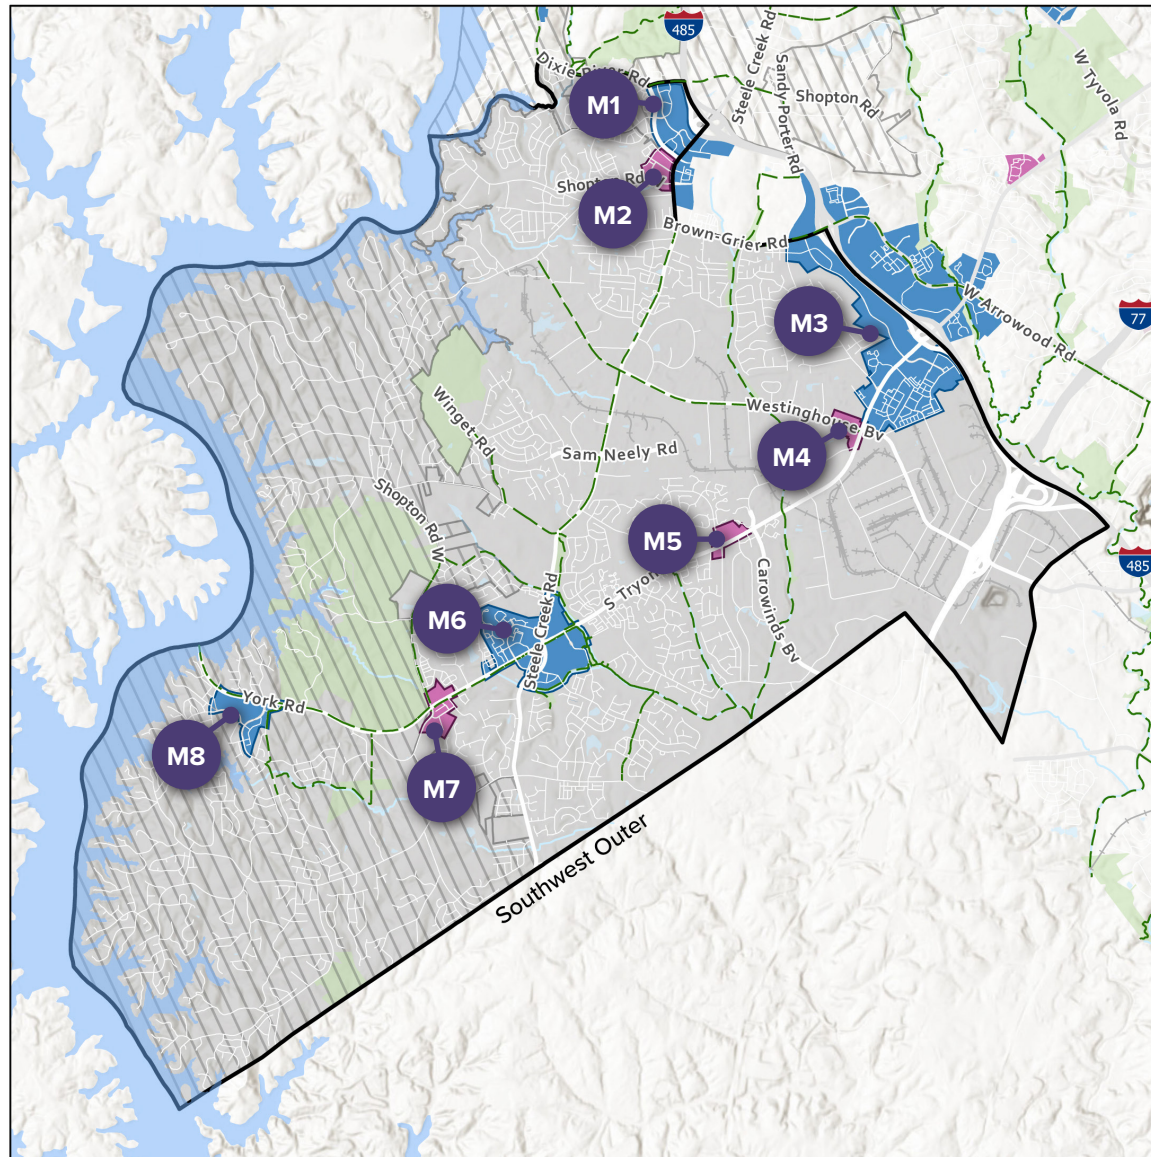 485
Dixie River Rd
Steele Creek Rd
Sandy Porter Rd
Shopton Rd
W Tyvola Rd
M1
Shopton Rd
M2
Brown-Grier Rd
W Arrowood Rd
77
M3
Winget Rd
Westinghouse Bv
Sam Neely Rd
M4
Shopton Rd W
M5
S Tryon
Carowinds Bv
485
M6
Steele Creek Rd
York Rd
M8
M7
Southwest Outer